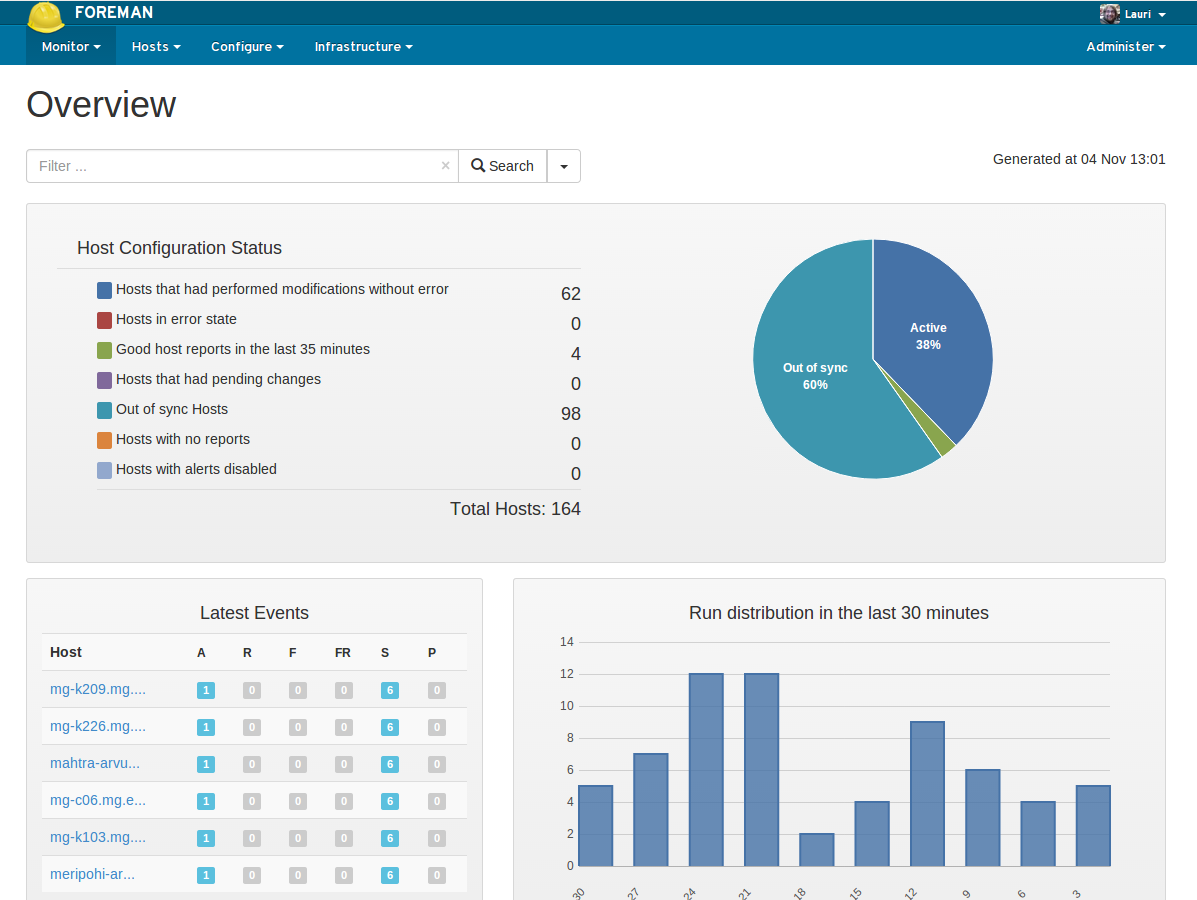 FOREMAN
Lauri
Monitor
Hosts
Configure
Infrastructure
Administer
Overview
Filter ...
×
Search
Generated at 04 Nov 13:01
Host Configuration Status
Hosts that had performed modifications without error 62
Hosts in error state 0
Good host reports in the last 35 minutes 4
Hosts that had pending changes 0
Out of sync Hosts 98
Hosts with no reports 0
Hosts with alerts disabled 0
Total Hosts: 164
Active
38%
Out of sync
60%
Latest Events
Host A R F FR S P
mg-k209.mg.... 1 0 0 0 6 0
mg-k226.mg.... 1 0 0 0 6 0
mahtra-arvu... 1 0 0 0 6 0
mg-c06.mg.e... 1 0 0 0 6 0
mg-k103.mg.... 1 0 0 0 6 0
meripohi-ar... 1 0 0 0 6 0
Run distribution in the last 30 minutes
14
12
10
8
6
4
2
0
30 27 24 21 18 15 12 9 6 3